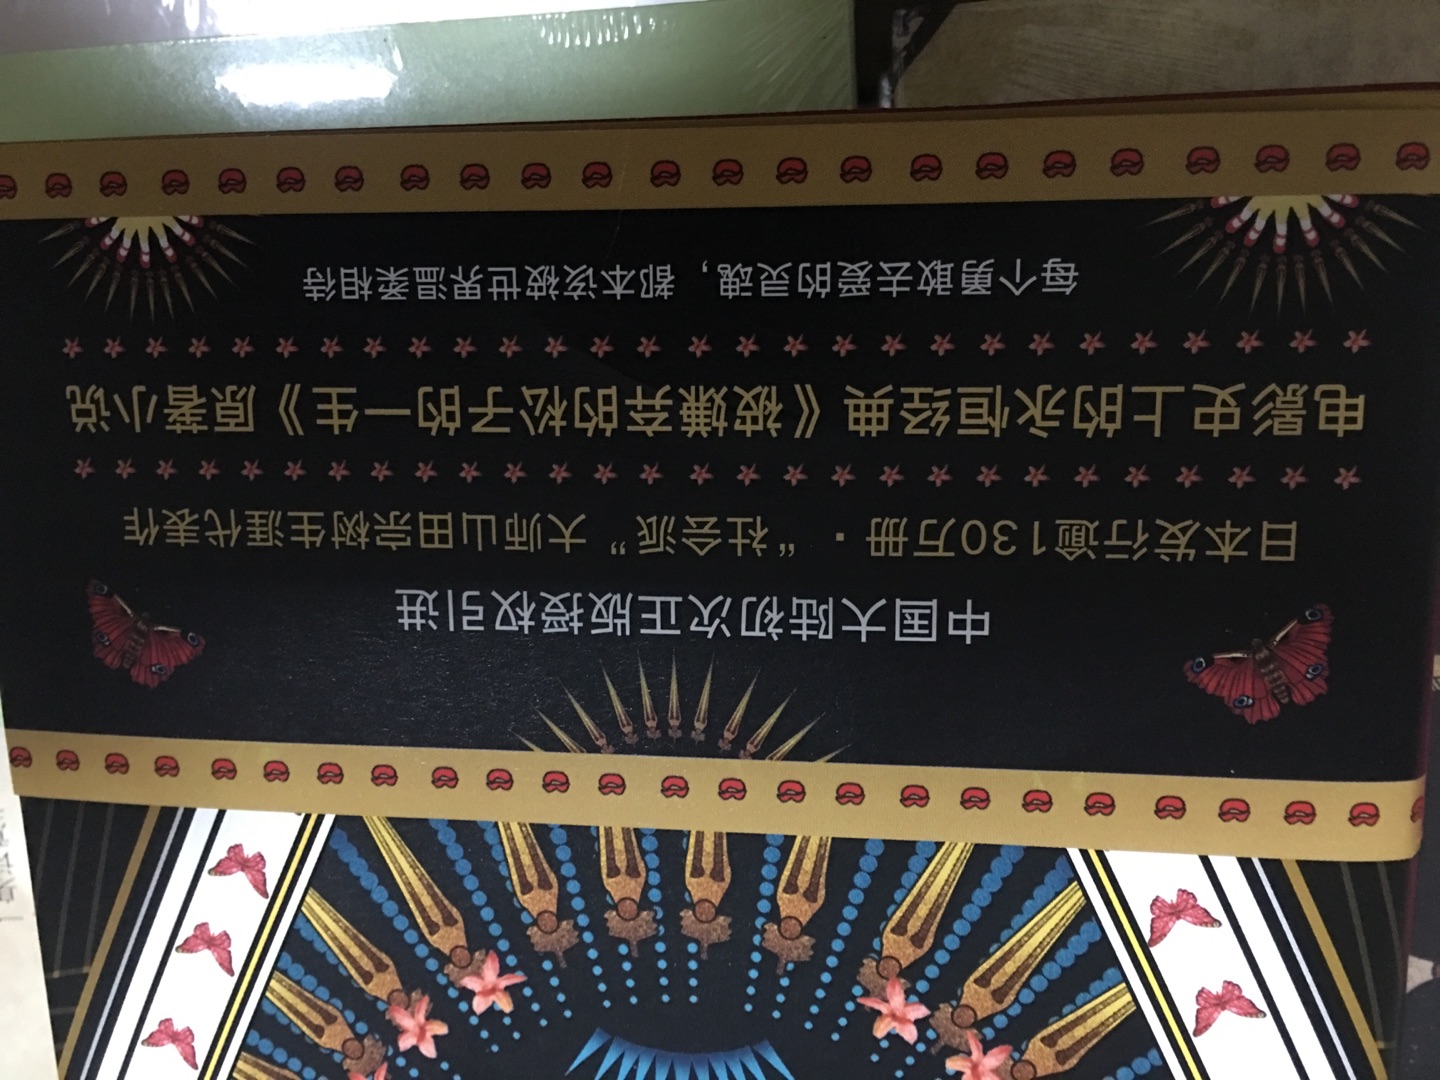 中国大陆初次正版授权引进
日本发行逾130万册·“社会派”大师山田宗树生涯代表作
电影史上的永恒经典《被嫌弃的松子的一生》原著小说
每个勇敢去爱的灵魂，都本该被世界温柔相待